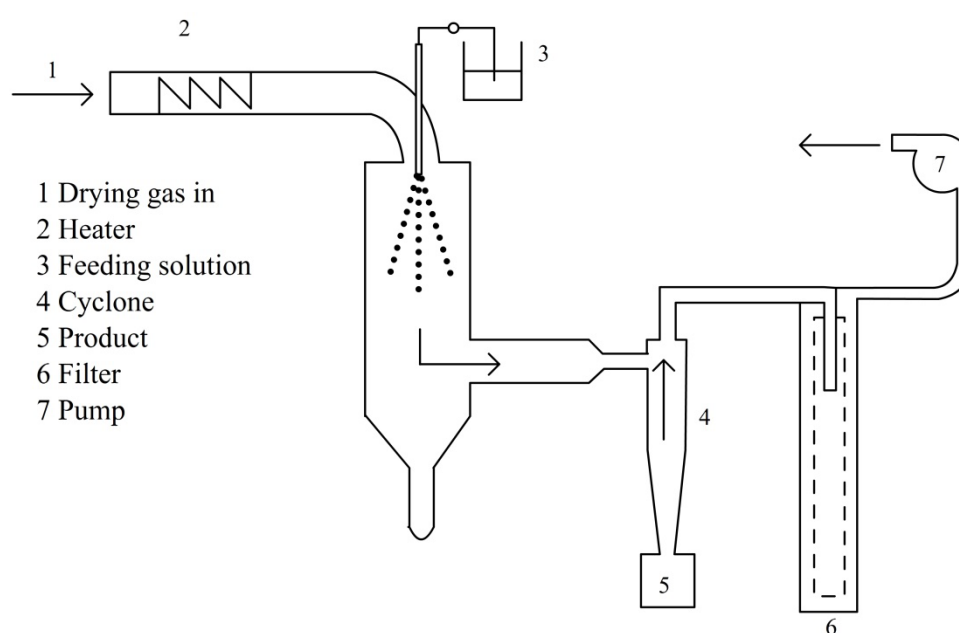 2
3
1
7
1 Drying gas in
2 Heater
3 Feeding solution
4 Cyclone
5 Product
6 Filter
7 Pump
4
5
6